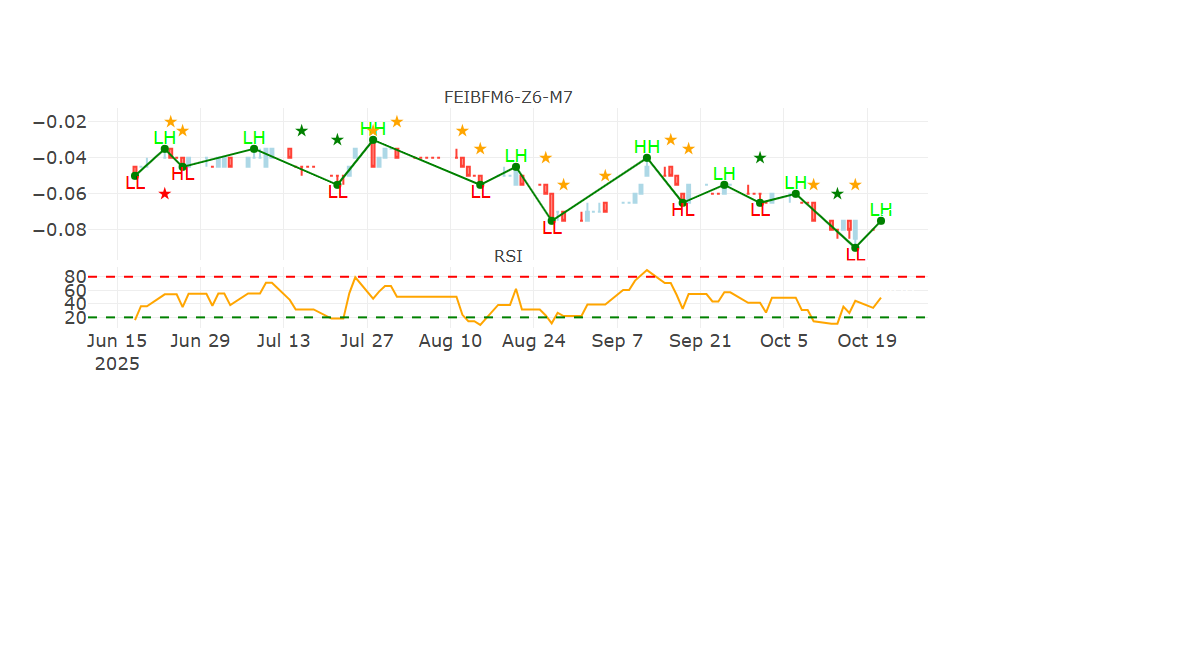 FEIBFM6-Z6-M7
−0.02
−0.04
−0.06
−0.08
LL
LH
HL
LH
LL
HH
LL
LH
LL
HH
HL
LH
LL
LH
LL
LH
RSI
80
60
40
20
Jun 15 Jun 29 Jul 13 Jul 27 Aug 10 Aug 24 Sep 7 Sep 21 Oct 5 Oct 19
2025